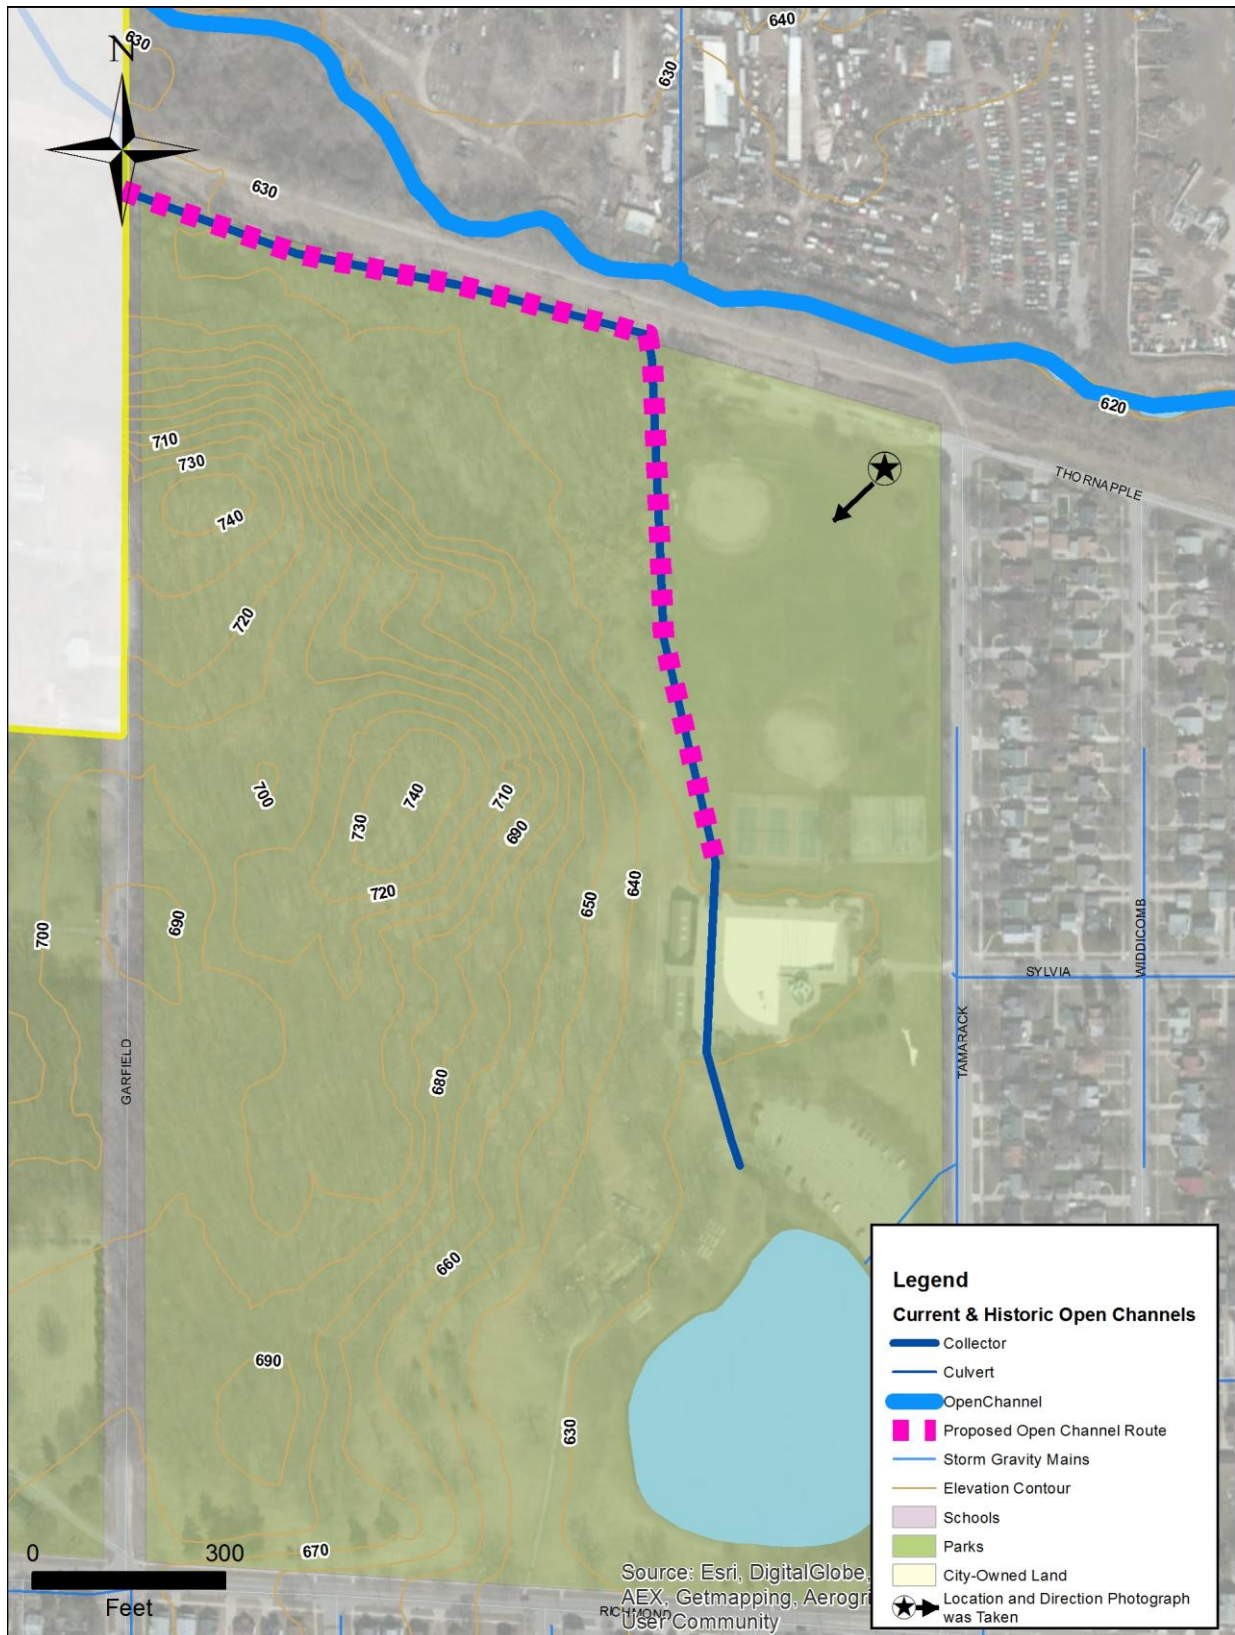 640
630
N
630
630
620
THORNAPPLE
710
730
740
720
700
740
710
730
690
720
650
640
700
690
WIDDICOMB
SYLVIA
TAMARACK
GARFIELD
680
660
690
630
670
0 300
Feet
RICHMOND
Source: Esri, DigitalGlobe,
AEX, Getmapping, Aerogri
User Community
Legend
Current & Historic Open Channels
Collector
Culvert
OpenChannel
Proposed Open Channel Route
Storm Gravity Mains
Elevation Contour
Schools
Parks
City-Owned Land
Location and Direction Photograph
was Taken